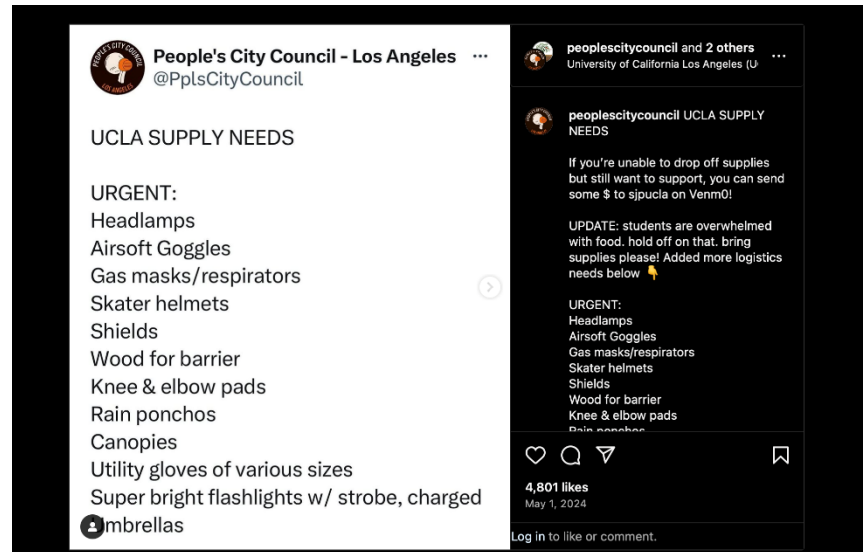 People's City Council - Los Angeles
@PplsCityCouncil
UCLA SUPPLY NEEDS
URGENT:
Headlamps
Airsoft Goggles
Gas masks/respirators
Skater helmets
Shields
Wood for barrier
Knee & elbow pads
Rain ponchos
Canopies
Utility gloves of various sizes
Super bright flashlights w/ strobe, charged
Umbrellas
peoplescitycouncil and 2 others
University of California Los Angeles (U
peoplescitycouncil UCLA SUPPLY
NEEDS
If you're unable to drop off supplies
but still want to support, you can send
some $ to sjpucla on Venm0!
UPDATE: students are overwhelmed
with food. hold off on that. bring
supplies please! Added more logistics
needs below 👇
URGENT:
Headlamps
Airsoft Goggles
Gas masks/respirators
Skater helmets
Shields
Wood for barrier
Knee & elbow pads
Rain ponchos
4,801 likes
May 1, 2024
Log in to like or comment.